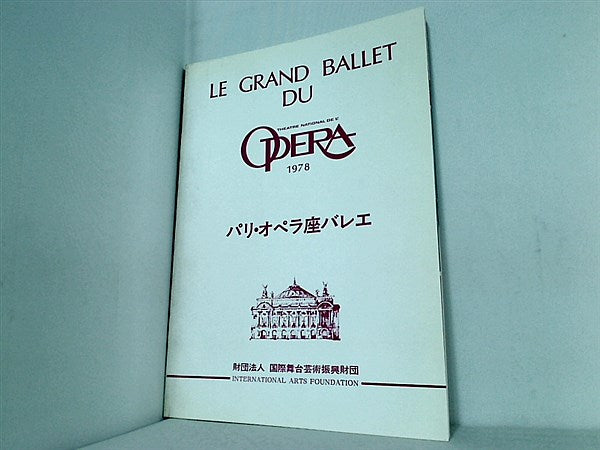 LE GRAND BALLET
DU
THEATRE NATIONAL DE L'
OPERA
1978
パリ・オペラ座バレエ
財団法人 国際舞台芸術振興財団
INTERNATIONAL ARTS FOUNDATION